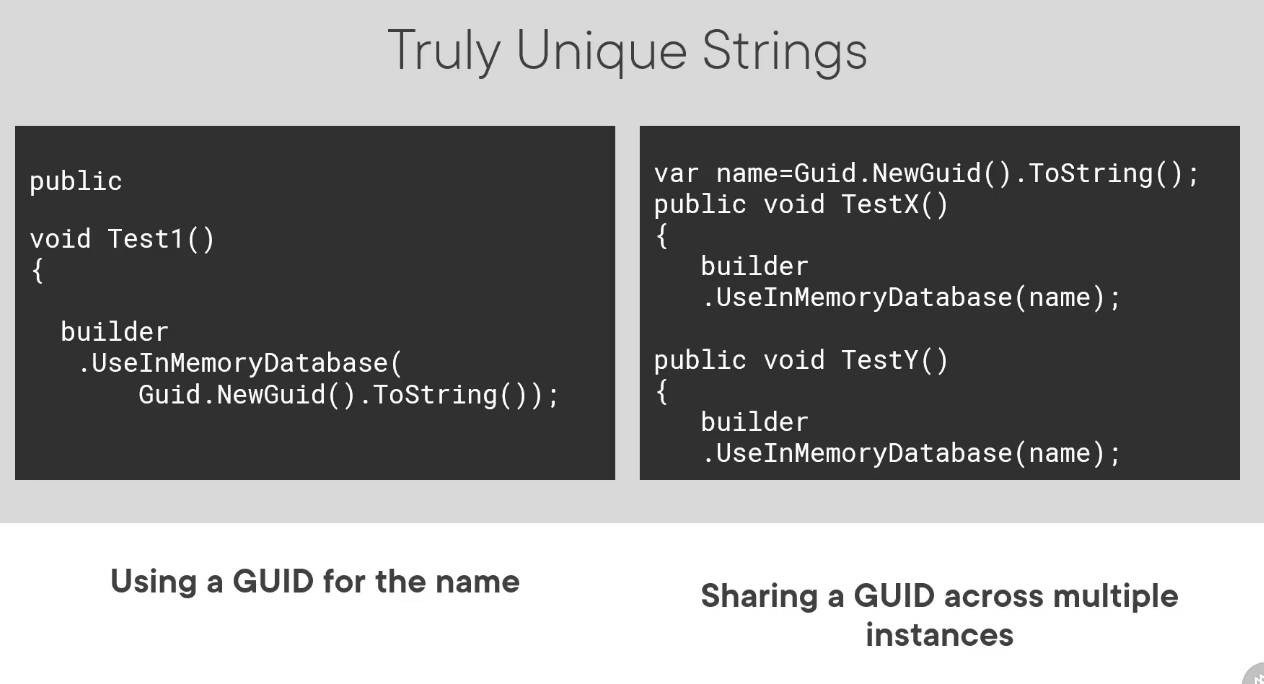 Truly Unique Strings
public
void Test1()
{
builder
.UseInMemoryDatabase(
Guid.NewGuid().ToString());
var name=Guid.NewGuid().ToString();
public void TestX()
{
builder
.UseInMemoryDatabase(name);
public void TestY()
{
builder
.UseInMemoryDatabase(name);
Using a GUID for the name
Sharing a GUID across multiple
instances